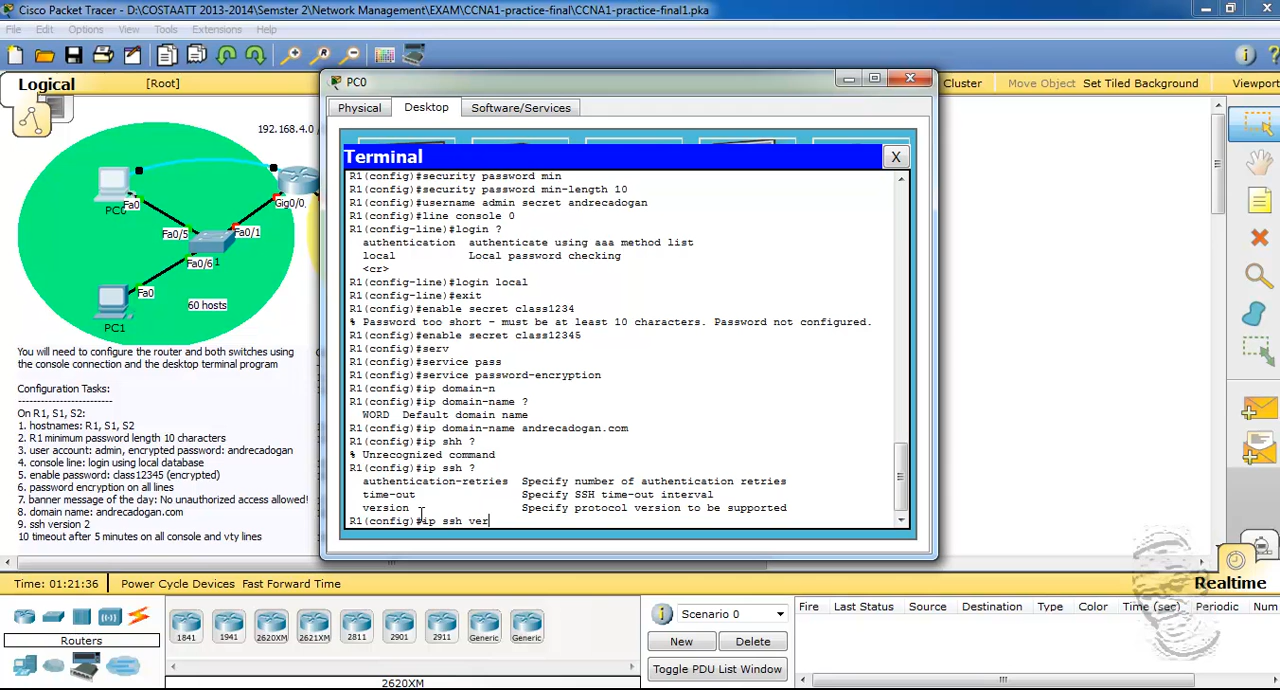 Cisco Packet Tracer - D:\COSTAATT 2013-2014\Semster 2\Network Management\EXAM\CCNA1-practice-final\CCNA1-practice-final1.pka
File Edit Options View Tools Extensions Help
Logical [Root] Cluster Move Object Set Tiled Background Viewport
192.168.4.0 /
PC0
Fa0
Gig0/0
Fa0/5
Fa0/1
Fa0/6 1
Fa0
PC1
60 hosts
You will need to configure the router and both switches using
the console connection and the desktop terminal program
Configuration Tasks:
------------------------
On R1, S1, S2:
1. hostnames: R1, S1, S2
2. R1 minimum password length 10 characters
3. user account: admin, encrypted password: andrecadogan
4. console line: login using local database
5. enable password: class12345 (encrypted)
6. password encryption on all lines
7. banner message of the day: No unauthorized access allowed!
8. domain name: andrecadogan.com
9. ssh version 2
10 timeout after 5 minutes on all console and vty lines
PC0
Physical Desktop Software/Services
Terminal X
R1(config)#security password min
R1(config)#security password min-length 10
R1(config)#username admin secret andrecadogan
R1(config)#line console 0
R1(config-line)#login ?
authentication authenticate using aaa method list
local Local password checking
<cr>
R1(config-line)#login local
R1(config-line)#exit
R1(config)#enable secret class1234
% Password too short - must be at least 10 characters. Password not configured.
R1(config)#enable secret class12345
R1(config)#serv
R1(config)#service pass
R1(config)#service password-encryption
R1(config)#ip domain-n
R1(config)#ip domain-name ?
WORD Default domain name
R1(config)#ip domain-name andrecadogan.com
R1(config)#ip shh ?
% Unrecognized command
R1(config)#ip ssh ?
authentication-retries Specify number of authentication retries
time-out Specify SSH time-out interval
version Specify protocol version to be supported
R1(config)#ip ssh ver
Time: 01:21:36 Power Cycle Devices Fast Forward Time Realtime
Routers
1841 1941 2620XM 2621XM 2811 2901 2911 Generic Generic
2620XM
Scenario 0
New Delete
Toggle PDU List Window
Fire Last Status Source Destination Type Color Time (sec) Periodic Num